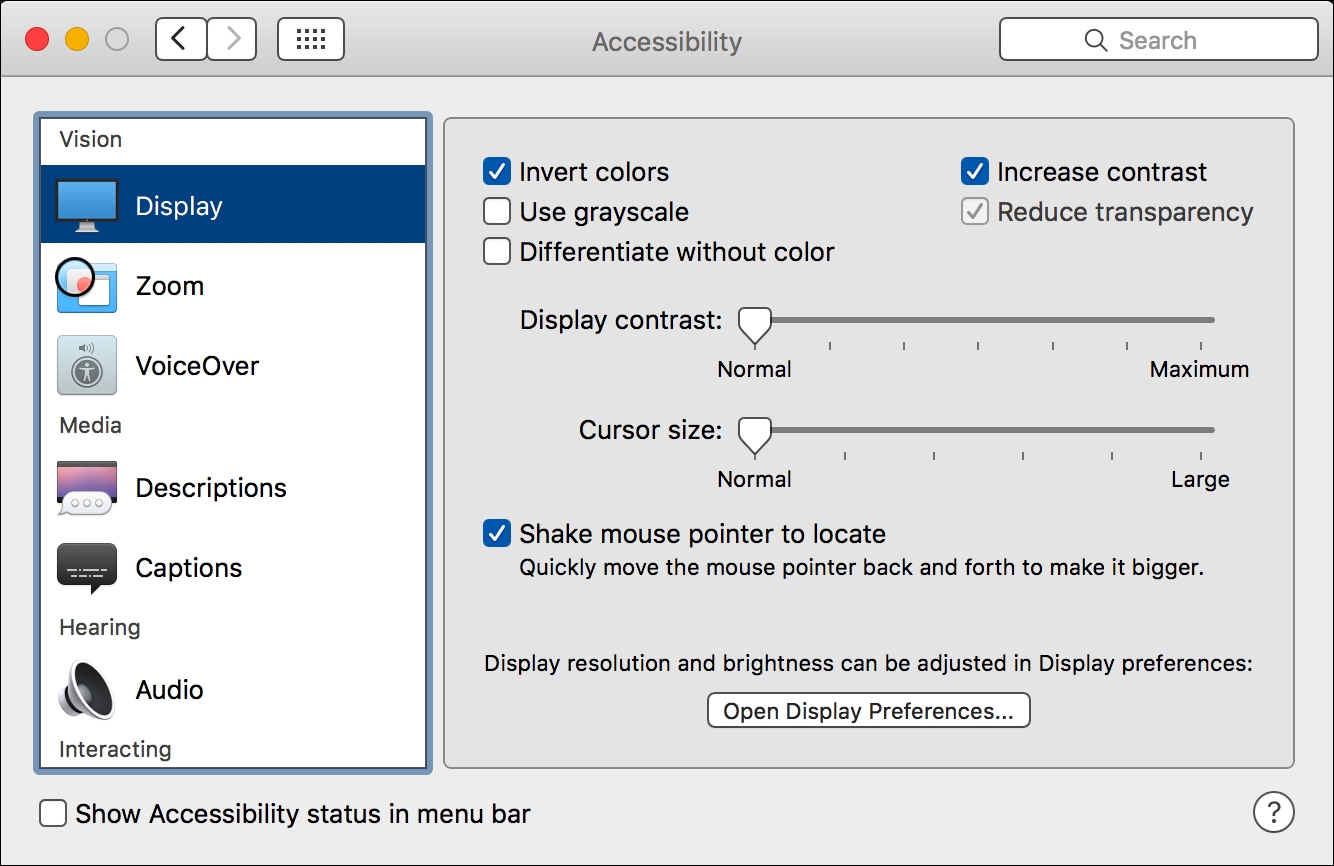 Accessibility
Search
Vision
Display
Zoom
VoiceOver
Media
Descriptions
Captions
Hearing
Audio
Interacting
Invert colors
Increase contrast
Use grayscale
Reduce transparency
Differentiate without color
Display contrast:
Normal
Maximum
Cursor size:
Normal
Large
Shake mouse pointer to locate
Quickly move the mouse pointer back and forth to make it bigger.
Display resolution and brightness can be adjusted in Display preferences:
Open Display Preferences...
Show Accessibility status in menu bar
?